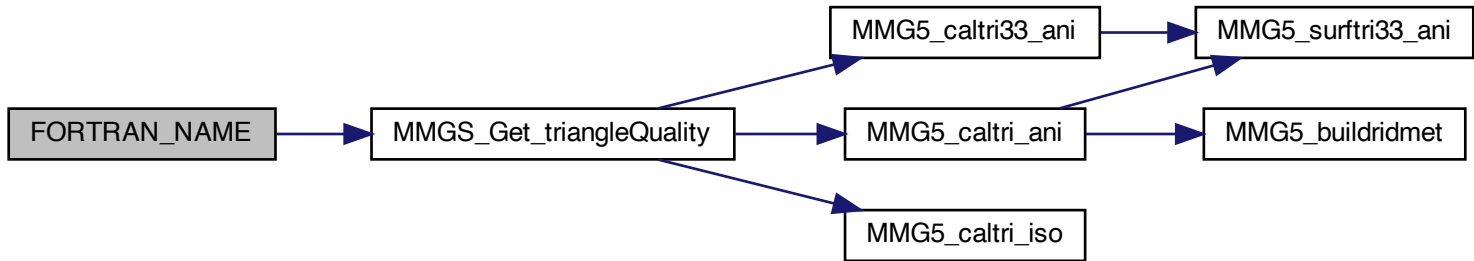 FORTRAN_NAME
MMGS_Get_triangleQuality
MMG5_caltri33_ani
MMG5_surftri33_ani
MMG5_caltri_ani
MMG5_buildridmet
MMG5_caltri_iso